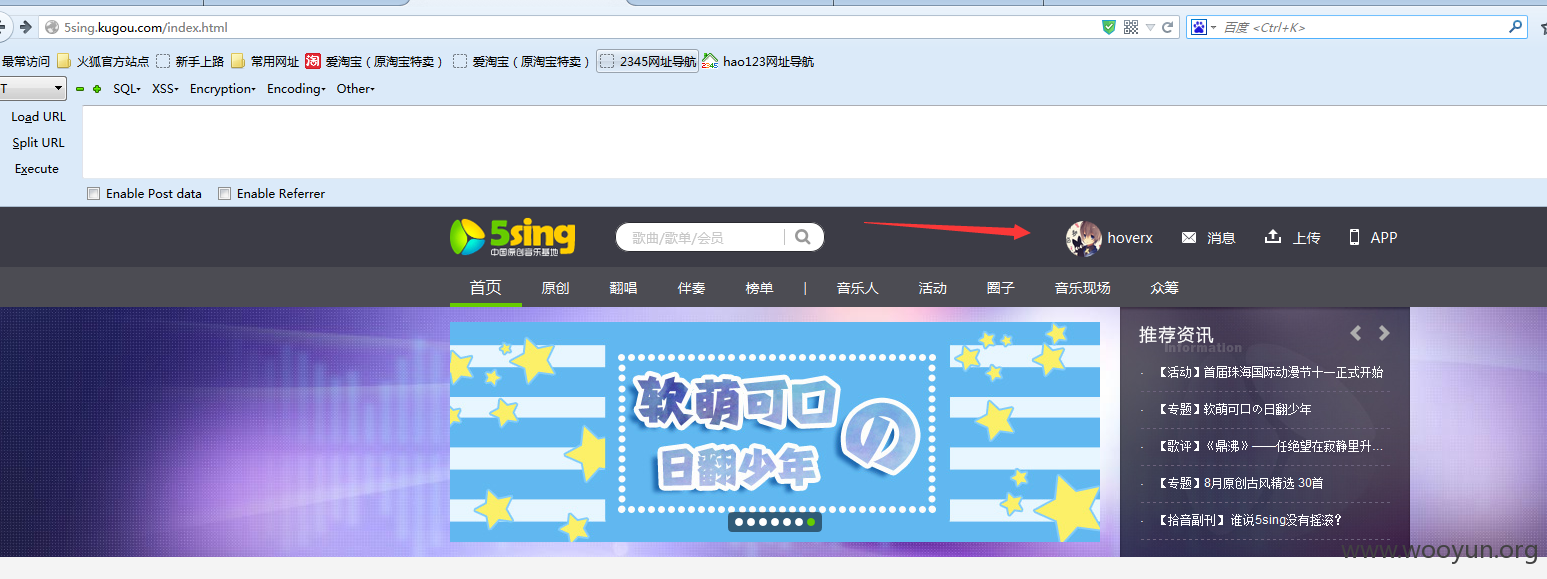 5sing.kugou.com/index.html
百度 <Ctrl+K>
最常访问 火狐官方站点 新手上路 常用网址 爱淘宝（原淘宝特卖） 爱淘宝（原淘宝特卖） 2345网址导航 hao123网址导航
T SQL XSS Encryption Encoding Other
Load URL
Split URL
Execute
Enable Post data Enable Referrer
5sing 中国原创音乐基地
歌曲/歌单/会员
hoverx 消息 上传 APP
首页 原创 翻唱 伴奏 榜单 | 音乐人 活动 圈子 音乐现场 众筹
软萌可口の
日翻少年
推荐资讯
Information
· 【活动】首届珠海国际动漫节十一正式开始
· 【专题】软萌可口の日翻少年
· 【歌评】《鼎沸》——任绝望在寂静里升...
· 【专题】8月原创古风精选 30首
· 【拾音副刊】谁说5sing没有摇滚？
www.wooyun.org